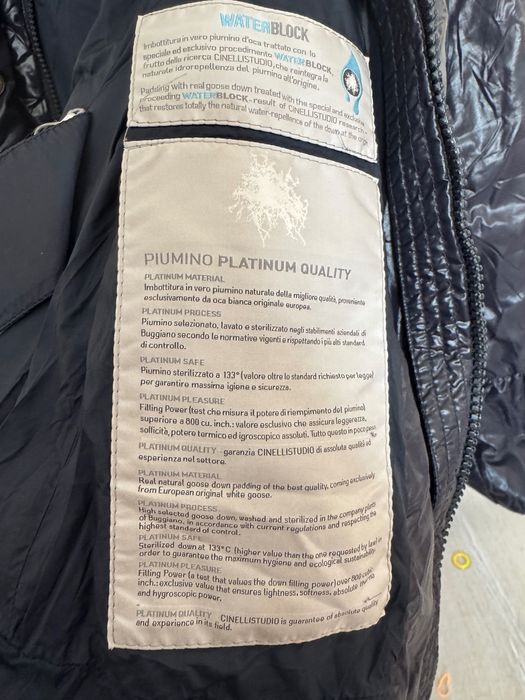 WATERBLOCK
Imbottitura in vero piumino d'oca trattato con lo
speciale ed esclusivo procedimento WATERBLOCK,
frutto della ricerca CINELLISTUDIO, che reintegra la
naturale idrorepellenza del piumino all'origine.
Padding with real goose down treated with the special and exclusive
proceeding WATERBLOCK - result of CINELLISTUDIO research -
that restores totally the natural water-repellence of the down at the
PIUMINO PLATINUM QUALITY
PLATINUM MATERIAL
Imbottitura in vero piumino naturale della migliore qualità, proveniente
esclusivamente da oca bianca originale europea.
PLATINUM PROCESS
Piumino selezionato, lavato e sterilizzato negli stabilimenti aziendali di
Buggiano secondo le normative vigenti e rispettando i più alti standard
di controllo.
PLATINUM SAFE
Piumino sterilizzato a 133° (valore oltre lo standard richiesto per legge)
per garantire massima igiene e sicurezza.
PLATINUM PLEASURE
Filling Power (test che misura il potere di riempimento del piumino)
superiore a 800 cu. inch.: valore esclusivo che assicura leggerezza,
sofficità, potere termico ed igroscopico assoluti. Tutto questo in poco peso.
PLATINUM QUALITY - garanzia CINELLISTUDIO di assoluta qualità ed
esperienza nel settore.
PLATINUM MATERIAL
Real natural goose down padding of the best quality, coming exclusively
from European original white goose.
PLATINUM PROCESS
High selected goose down, washed and sterilized in the company plants
of Buggiano, in accordance with current regulations and respecting the
highest standard of control.
PLATINUM SAFE
Sterilized down at 133°C (higher value than the one requested by law) in
order to guarantee the maximum hygiene and ecological sustainability.
PLATINUM PLEASURE
Filling Power (a test that values the down filling power) over 800 cubic
inch.: exclusive value that ensures lightness, softness, absolute thermo
and hygroscopic power.
PLATINUM QUALITY CINELLISTUDIO is guarantee of absolute quality
and experience in its field.